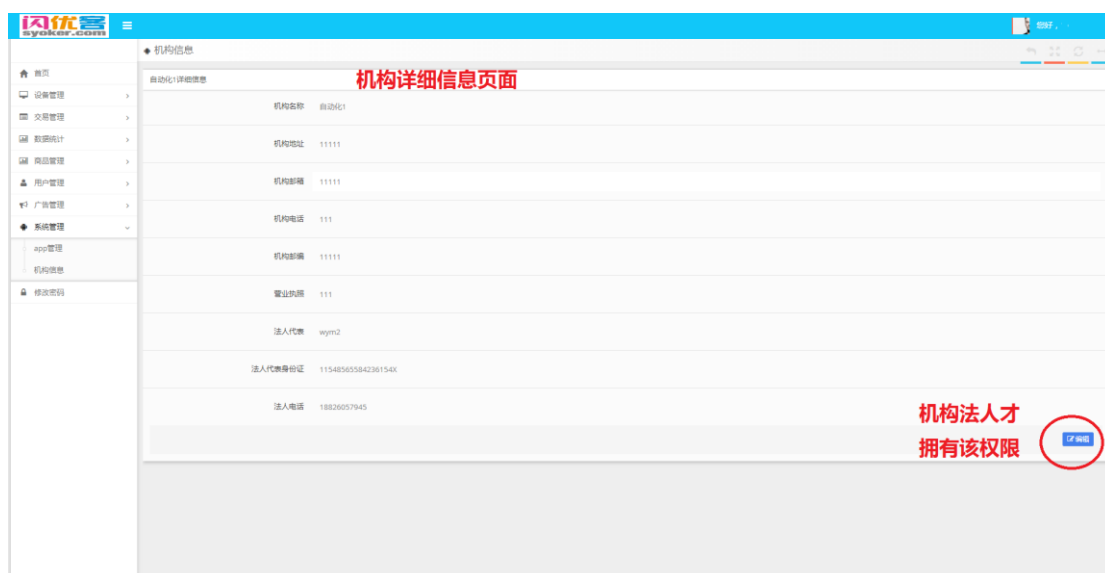 闪优客
syoker.com
您好，
机构信息
首页
设备管理
交易管理
数据统计
商品管理
用户管理
广告管理
系统管理
app管理
机构信息
修改密码
自动化1详细信息
机构详细信息页面
机构名称 自动化1
机构地址 11111
机构邮箱 11111
机构电话 111
机构邮编 11111
营业执照 111
法人代表 wym2
法人代表身份证 11548565584236154X
法人电话 18826057945
机构法人才
拥有该权限
编辑